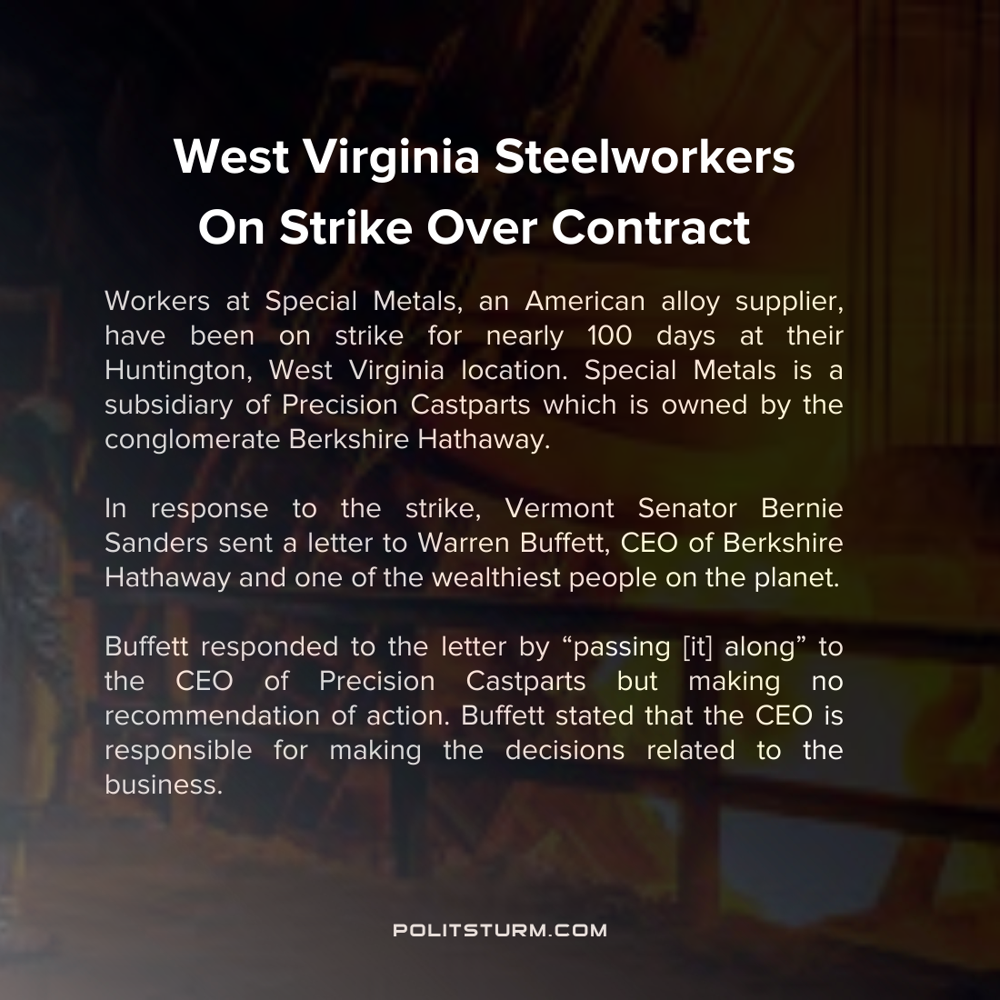 West Virginia Steelworkers
On Strike Over Contract
Workers at Special Metals, an American alloy supplier,
have been on strike for nearly 100 days at their
Huntington, West Virginia location. Special Metals is a
subsidiary of Precision Castparts which is owned by the
conglomerate Berkshire Hathaway.
In response to the strike, Vermont Senator Bernie
Sanders sent a letter to Warren Buffett, CEO of Berkshire
Hathaway and one of the wealthiest people on the planet.
Buffett responded to the letter by “passing [it] along” to
the CEO of Precision Castparts but making no
recommendation of action. Buffett stated that the CEO is
responsible for making the decisions related to the
business.
POLITSTURM.COM